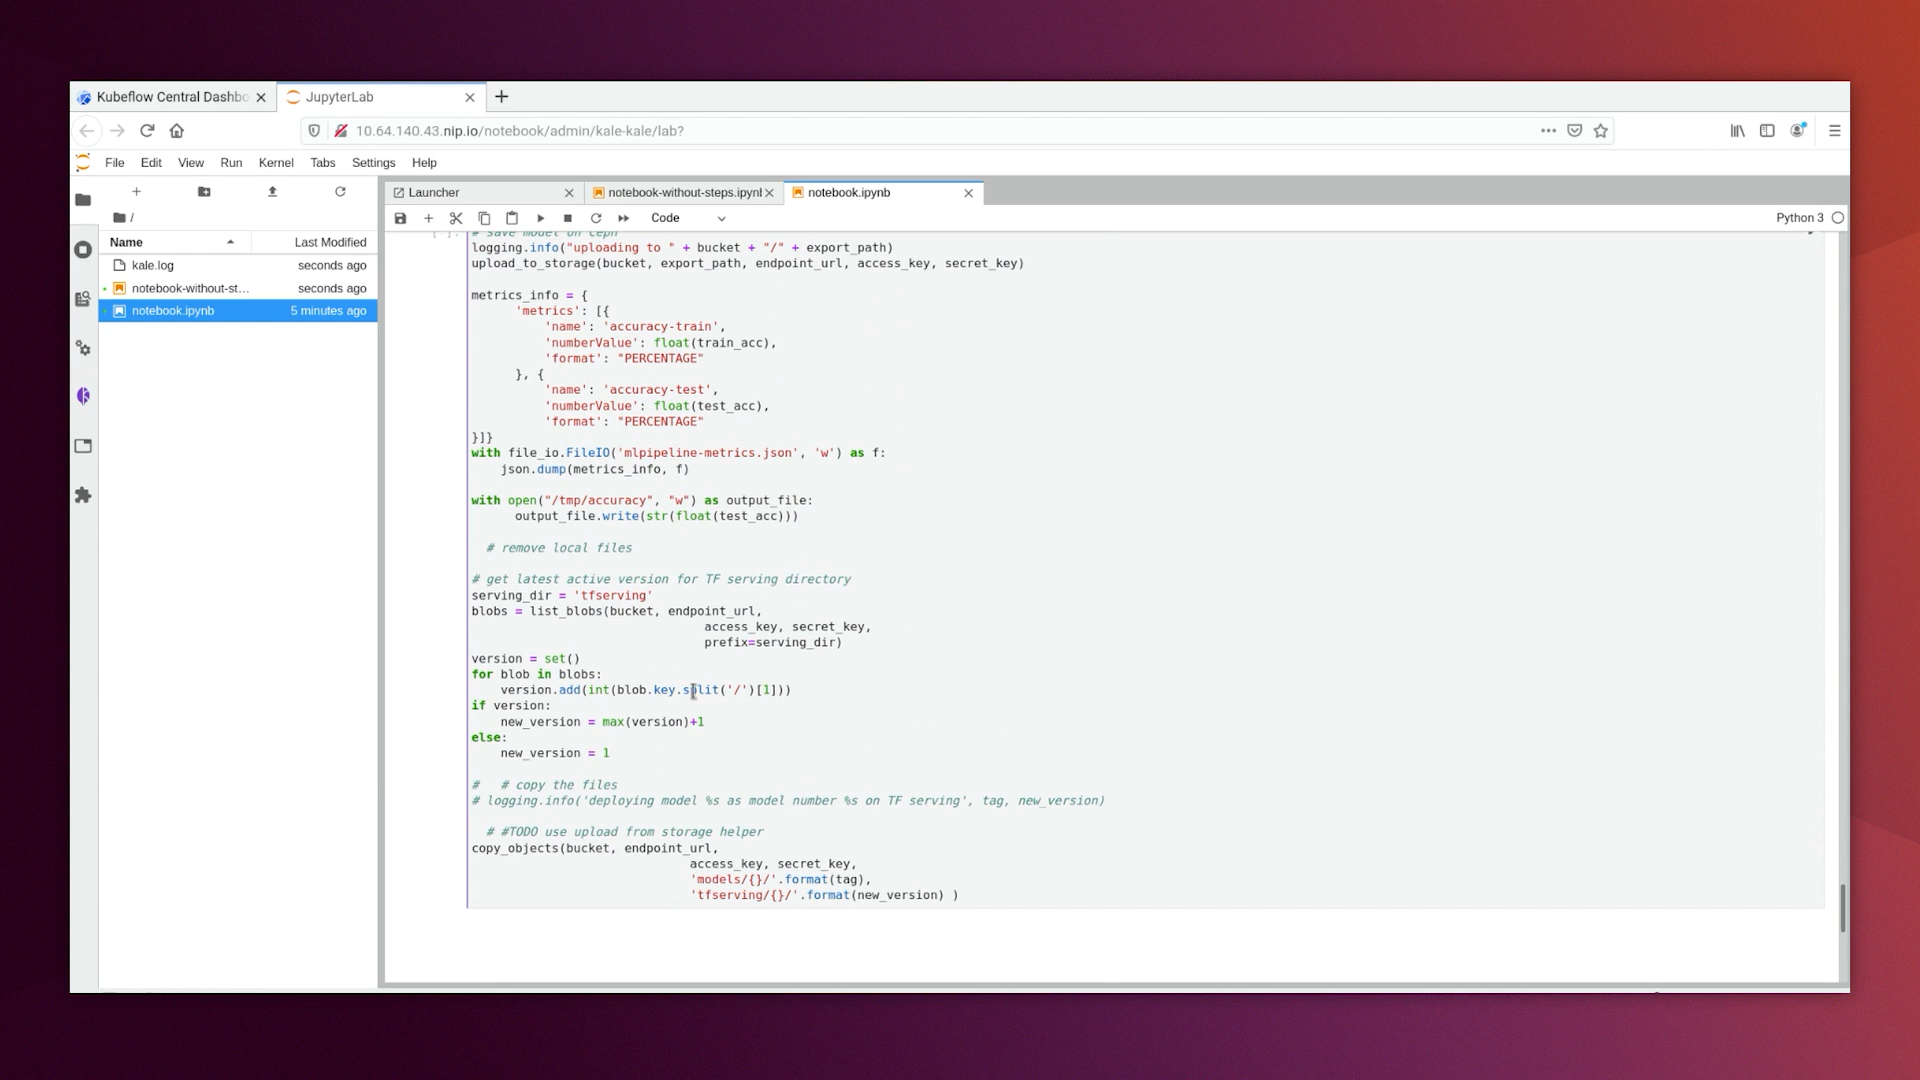 Kubeflow Central Dashbo
JupyterLab
10.64.140.43.nip.io/notebook/admin/kale-kale/lab?
File Edit View Run Kernel Tabs Settings Help
Launcher
notebook-without-steps.ipynl
notebook.ipynb
/
Code
Python 3
Name
Last Modified
kale.log
seconds ago
notebook-without-st...
seconds ago
notebook.ipynb
5 minutes ago
[ ]:
# save model on ceph
logging.info("uploading to " + bucket + "/" + export_path)
upload_to_storage(bucket, export_path, endpoint_url, access_key, secret_key)
metrics_info = {
'metrics': [{
'name': 'accuracy-train',
'numberValue': float(train_acc),
'format': "PERCENTAGE"
}, {
'name': 'accuracy-test',
'numberValue': float(test_acc),
'format': "PERCENTAGE"
}]}
with file_io.FileIO('mlpipeline-metrics.json', 'w') as f:
json.dump(metrics_info, f)
with open("/tmp/accuracy", "w") as output_file:
output_file.write(str(float(test_acc)))
# remove local files
# get latest active version for TF serving directory
serving_dir = 'tfserving'
blobs = list_blobs(bucket, endpoint_url,
access_key, secret_key,
prefix=serving_dir)
version = set()
for blob in blobs:
version.add(int(blob.key.split('/')[1]))
if version:
new_version = max(version)+1
else:
new_version = 1
#   # copy the files
# logging.info('deploying model %s as model number %s on TF serving', tag, new_version)
# #TODO use upload from storage helper
copy_objects(bucket, endpoint_url,
access_key, secret_key,
'models/{}/'.format(tag),
'tfserving/{}/'.format(new_version) )